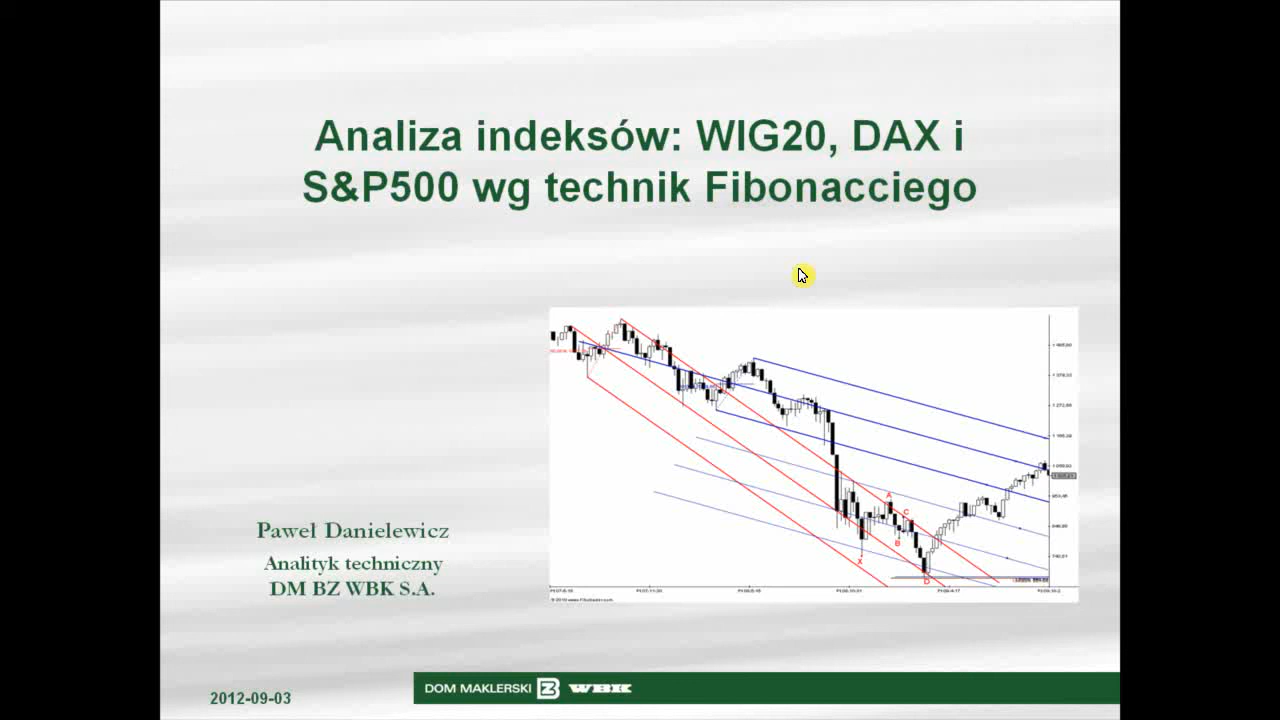 Analiza indeksów: WIG20, DAX i
S&P500 wg technik Fibonacciego
A
C
B
X
D
Paweł Danielewicz
Analityk techniczny
DM BZ WBK S.A.
2012-09-03
DOM MAKLERSKI Z WBK